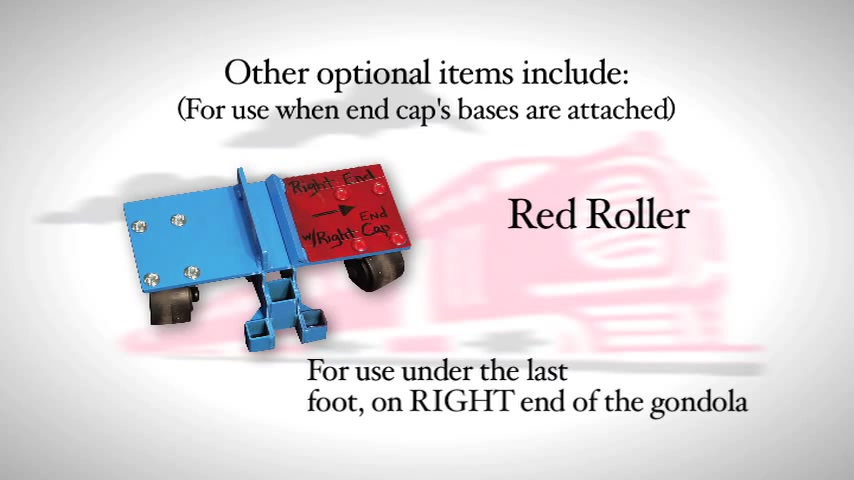 Other optional items include:
(For use when end cap's bases are attached)
Right End
End
w/Right Cap
Red Roller
For use under the last
foot, on RIGHT end of the gondola